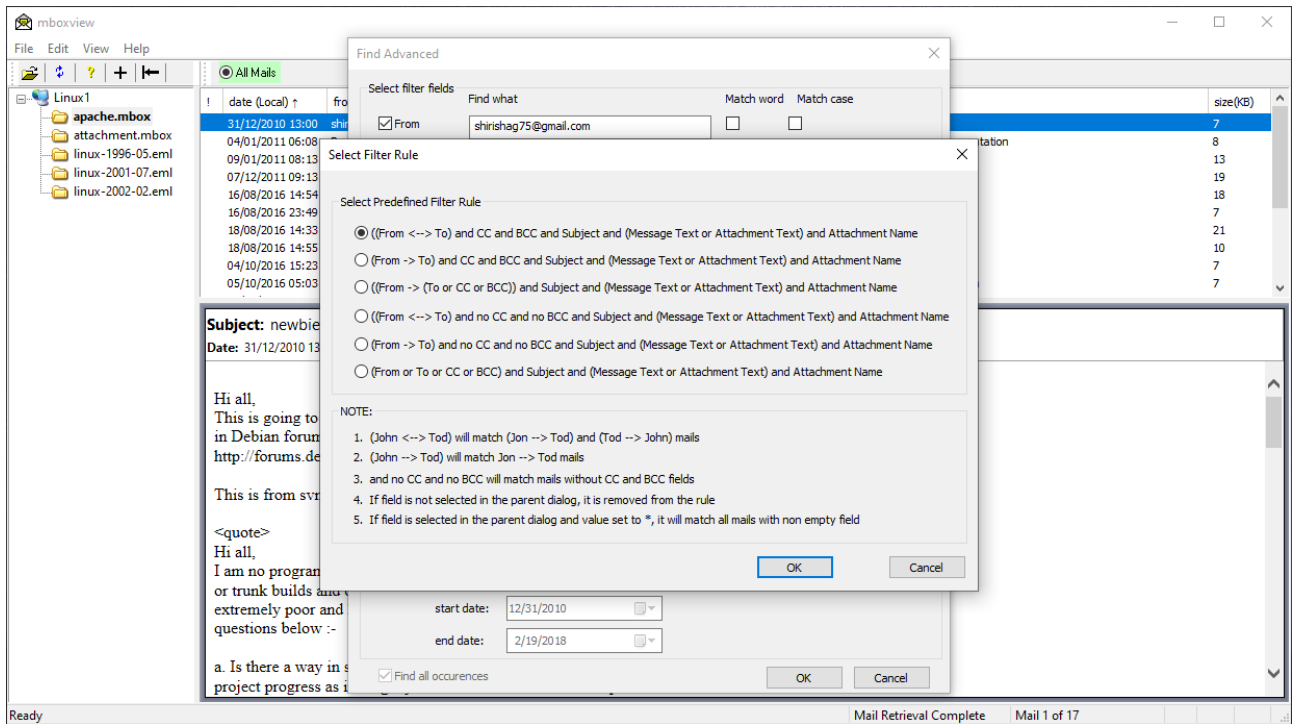 mboxview
File Edit View Help
All Mails
Linux1
apache.mbox
attachment.mbox
linux-1996-05.eml
linux-2001-07.eml
linux-2002-02.eml
! date (Local) ↑ fro
size(KB)
31/12/2010 13:00 shir
7
04/01/2011 06:08
tation
8
09/01/2011 08:13
13
07/12/2011 09:13
19
16/08/2016 14:54
18
16/08/2016 23:49
7
18/08/2016 14:33
21
18/08/2016 14:55
10
04/10/2016 15:23
7
05/10/2016 05:03
7
Find Advanced
Select filter fields
Find what
Match word Match case
From
shirishag75@gmail.com
Select Filter Rule
Select Predefined Filter Rule
((From <--> To) and CC and BCC and Subject and (Message Text or Attachment Text) and Attachment Name
(From -> To) and CC and BCC and Subject and (Message Text or Attachment Text) and Attachment Name
((From -> (To or CC or BCC)) and Subject and (Message Text or Attachment Text) and Attachment Name
((From <--> To) and no CC and no BCC and Subject and (Message Text or Attachment Text) and Attachment Name
(From -> To) and no CC and no BCC and Subject and (Message Text or Attachment Text) and Attachment Name
(From or To or CC or BCC) and Subject and (Message Text or Attachment Text) and Attachment Name
NOTE:
1. (John <--> Tod) will match (Jon --> Tod) and (Tod --> John) mails
2. (John --> Tod) will match Jon --> Tod mails
3. and no CC and no BCC will match mails without CC and BCC fields
4. If field is not selected in the parent dialog, it is removed from the rule
5. If field is selected in the parent dialog and value set to *, it will match all mails with non empty field
OK Cancel
start date: 12/31/2010
end date: 2/19/2018
Find all occurences
OK Cancel
Subject: newbie
Date: 31/12/2010 13
Hi all,
This is going to
in Debian forum
http://forums.de
This is from svn
<quote>
Hi all,
I am no program
or trunk builds and
extremely poor and
questions below :-
a. Is there a way in s
project progress as i
Ready
Mail Retrieval Complete
Mail 1 of 17